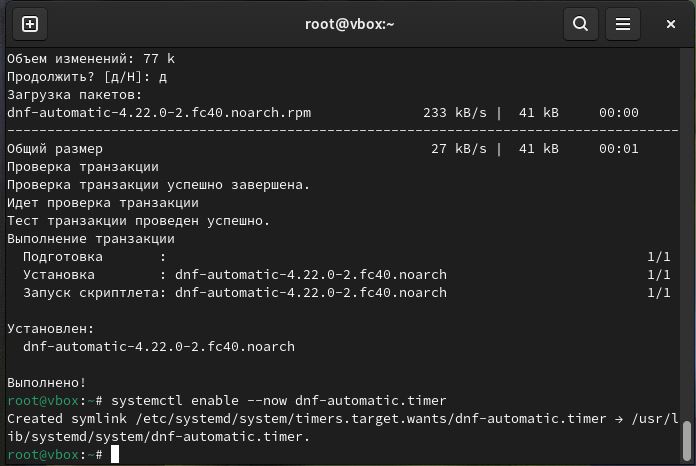 root@vbox:~
Объем изменений: 77 k
Продолжить? [д/Н]: д
Загрузка пакетов:
dnf-automatic-4.22.0-2.fc40.noarch.rpm 233 kB/s | 41 kB 00:00
--------------------------------------------------------------------------------
Общий размер 27 kB/s | 41 kB 00:01
Проверка транзакции
Проверка транзакции успешно завершена.
Идет проверка транзакции
Тест транзакции проведен успешно.
Выполнение транзакции
Подготовка : 1/1
Установка : dnf-automatic-4.22.0-2.fc40.noarch 1/1
Запуск скриптлета: dnf-automatic-4.22.0-2.fc40.noarch 1/1
Установлен:
dnf-automatic-4.22.0-2.fc40.noarch
Выполнено!
root@vbox:~# systemctl enable --now dnf-automatic.timer
Created symlink /etc/systemd/system/timers.target.wants/dnf-automatic.timer → /usr/l
ib/systemd/system/dnf-automatic.timer.
root@vbox:~#